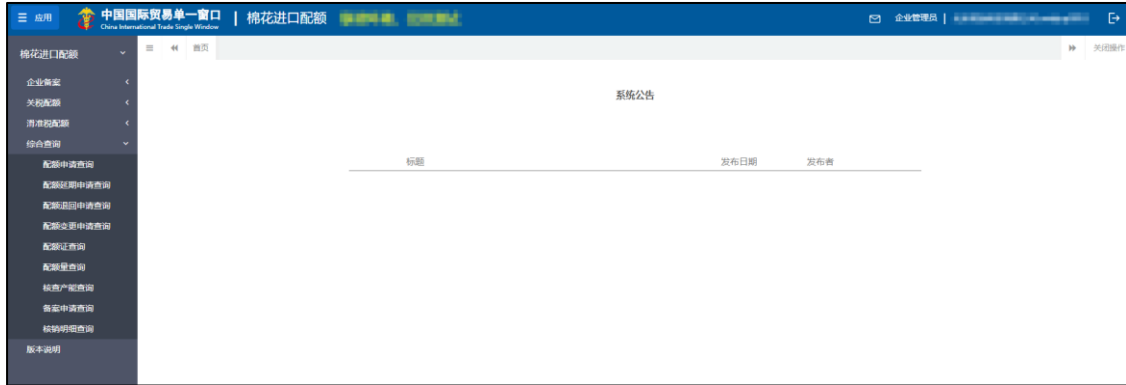 应用 中国国际贸易单一窗口 | 棉花进口配额 企业管理员 |
China International Trade Single Window
棉花进口配额 首页 关闭操作
企业备案
关税配额
滑准税配额
综合查询
配额申请查询
配额延期申请查询
配额退回申请查询
配额变更申请查询
配额证查询
配额量查询
核查产能查询
备案申请查询
核销明细查询
版本说明
系统公告
标题 发布日期 发布者